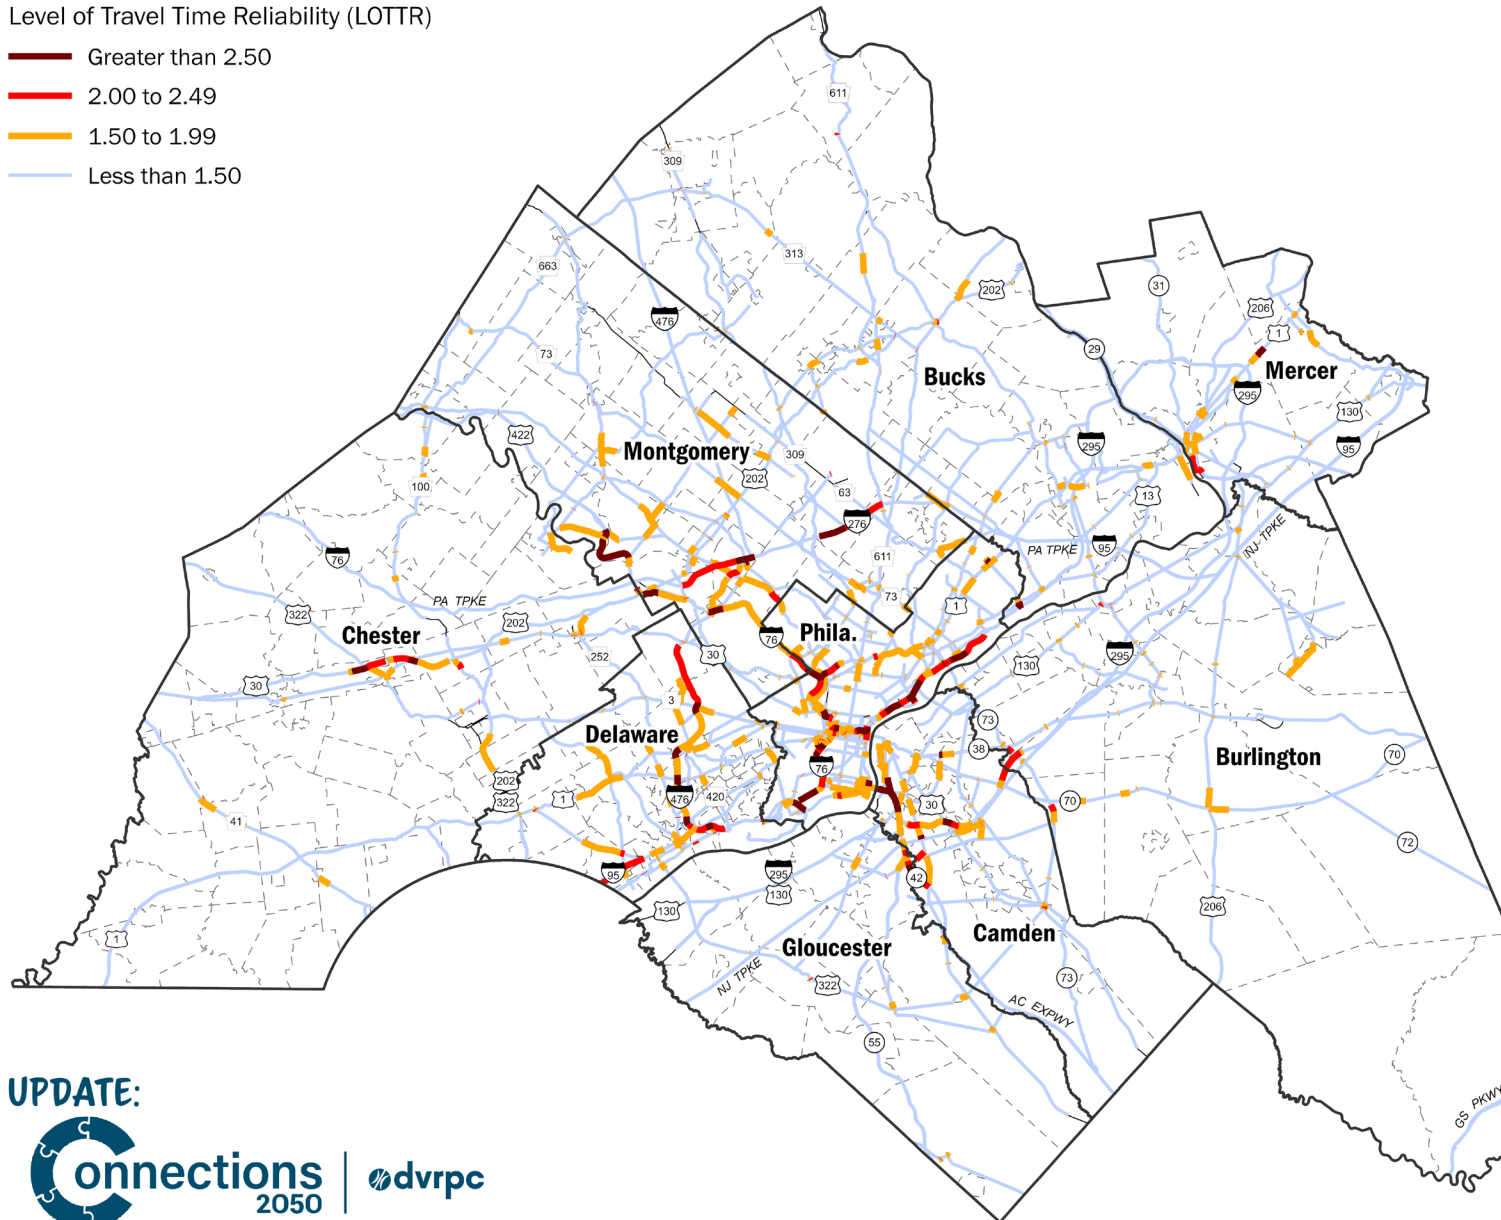 Level of Travel Time Reliability (LOTTR)
Greater than 2.50
2.00 to 2.49
1.50 to 1.99
Less than 1.50
611
309
313
663
202
476
73
31
206
1
29
Bucks
Mercer
295
130
95
422
Montgomery
309
202
295
100
63
13
276
76
611
PA TPKE
95
NJ TPKE
PA TPKE
73
1
322
202
Chester
Phila.
76
252
30
130
295
30
3
73
Delaware
38
Burlington
70
76
202
322
1
476
420
30
70
41
72
95
295
130
42
130
206
1
Gloucester
Camden
NJ TPKE
322
73
AC EXPWY
55
GS PKWY
UPDATE:
Connections
2050
dvrpc